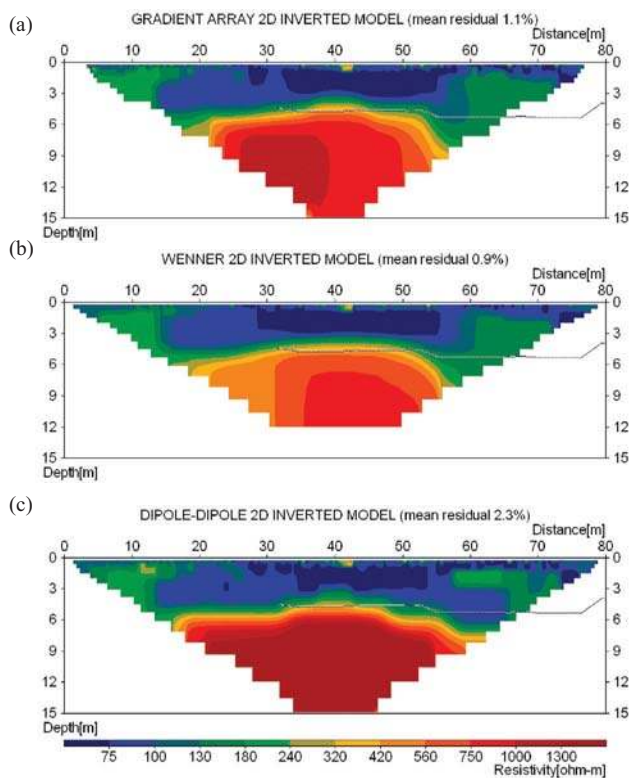 (a)
GRADIENT ARRAY 2D INVERTED MODEL (mean residual 1.1%)
Distance[m]
0 10 20 30 40 50 60 70 80
0 0
3 3
6 6
9 9
12 12
15 15
Depth[m]
(b)
WENNER 2D INVERTED MODEL (mean residual 0.9%)
Distance[m]
0 10 20 30 40 50 60 70 80
0 0
3 3
6 6
9 9
12 12
15 15
Depth[m]
(c)
DIPOLE-DIPOLE 2D INVERTED MODEL (mean residual 2.3%)
Distance[m]
0 10 20 30 40 50 60 70 80
0 0
3 3
6 6
9 9
12 12
15 15
Depth[m]
75 100 130 180 240 320 420 560 750 1000 1300
Resistivity[ohm-m]